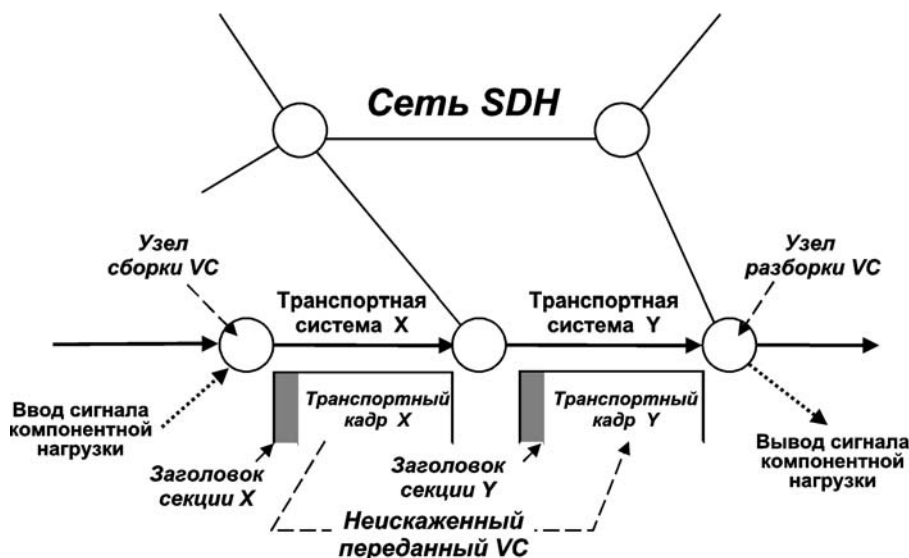 Сеть SDH
Узел
сборки VC
Узел
разборки VC
Транспортная
система X
Транспортная
система Y
Ввод сигнала
компонентной
нагрузки
Транспортный
кадр X
Транспортный
кадр Y
Вывод сигнала
компонентной
нагрузки
Заголовок
секции X
Заголовок
секции Y
Неискаженный
переданный VC